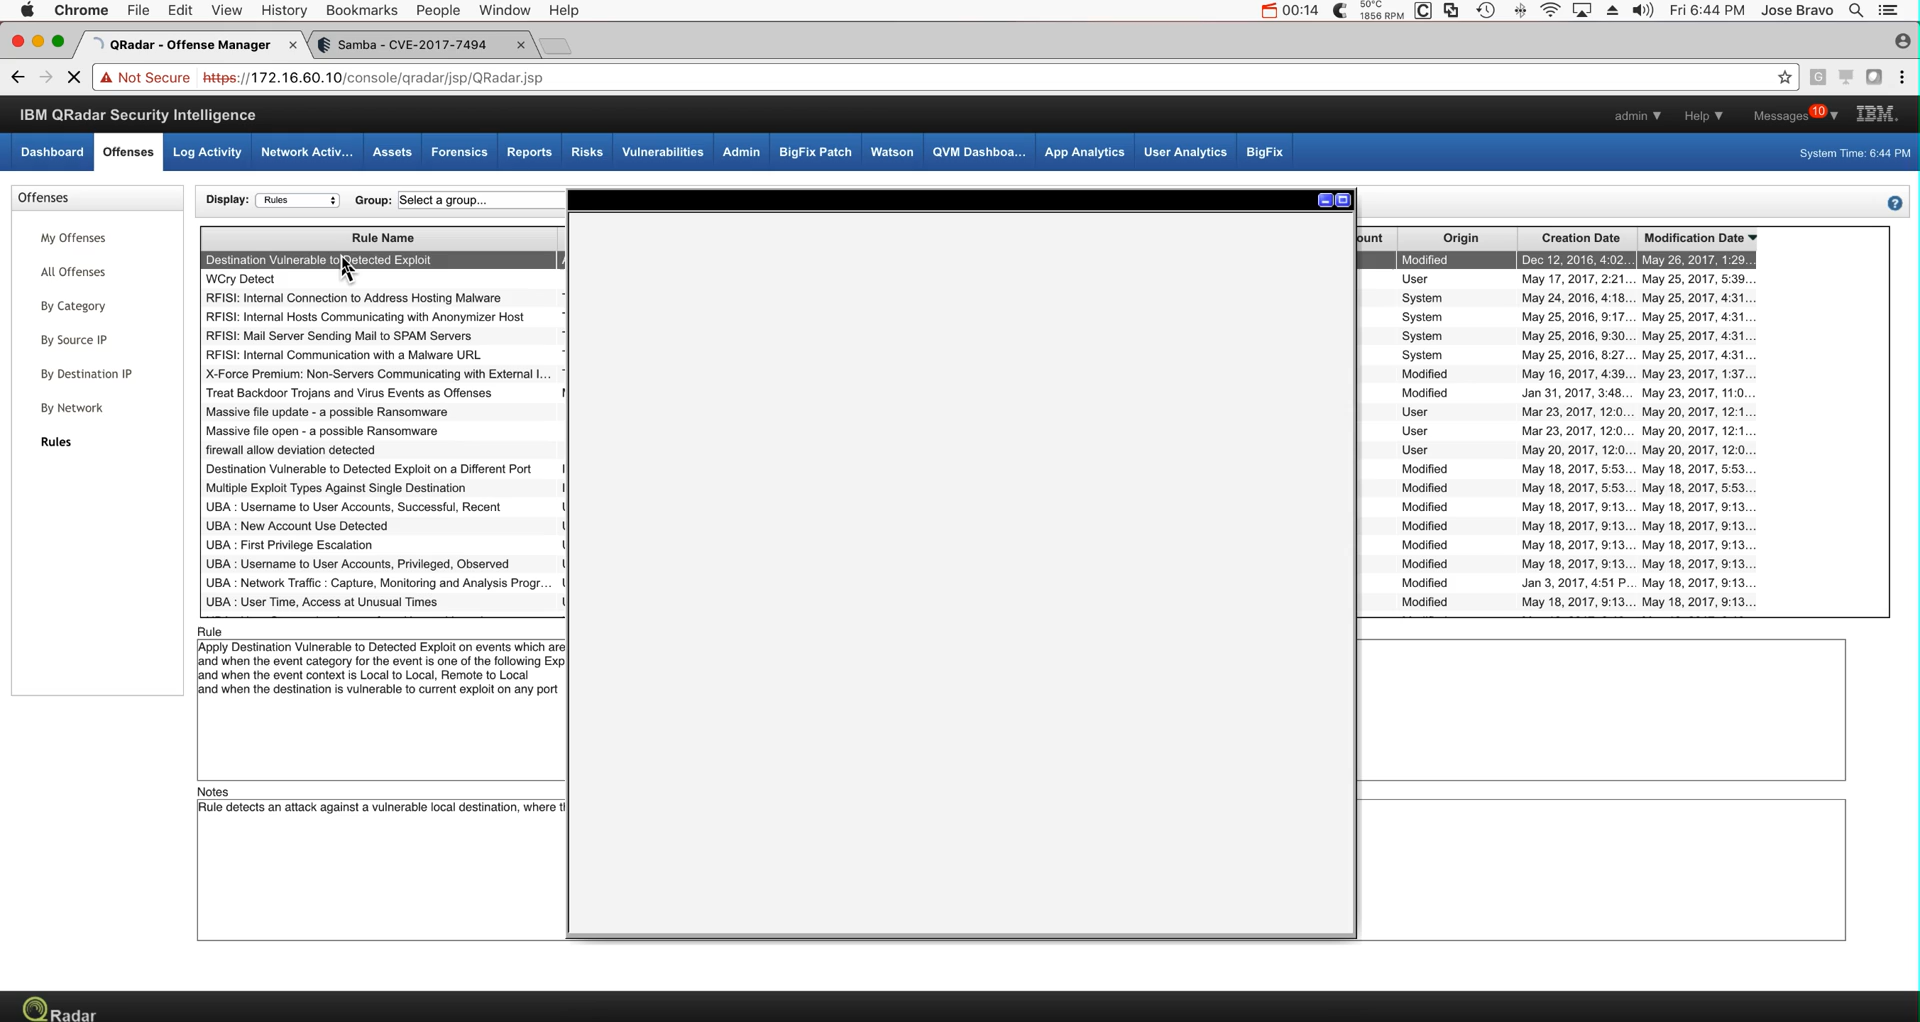 Chrome File Edit View History Bookmarks People Window Help 00:14 50°C 1856 RPM Fri 6:44 PM Jose Bravo
QRadar - Offense Manager Samba - CVE-2017-7494
Not Secure https://172.16.60.10/console/qradar/jsp/QRadar.jsp
IBM QRadar Security Intelligence admin Help Messages 10 IBM
Dashboard Offenses Log Activity Network Activ... Assets Forensics Reports Risks Vulnerabilities Admin BigFix Patch Watson QVM Dashboa... App Analytics User Analytics BigFix System Time: 6:44 PM
Offenses
My Offenses
All Offenses
By Category
By Source IP
By Destination IP
By Network
Rules
Display: Rules Group: Select a group...
Rule Name ount Origin Creation Date Modification Date
Destination Vulnerable to Detected Exploit Modified Dec 12, 2016, 4:02... May 26, 2017, 1:29...
WCry Detect User May 17, 2017, 2:21... May 25, 2017, 5:39...
RFISI: Internal Connection to Address Hosting Malware System May 24, 2016, 4:18... May 25, 2017, 4:31...
RFISI: Internal Hosts Communicating with Anonymizer Host System May 25, 2016, 9:17... May 25, 2017, 4:31...
RFISI: Mail Server Sending Mail to SPAM Servers System May 25, 2016, 9:30... May 25, 2017, 4:31...
RFISI: Internal Communication with a Malware URL System May 25, 2016, 8:27... May 25, 2017, 4:31...
X-Force Premium: Non-Servers Communicating with External I... Modified May 16, 2017, 4:39... May 23, 2017, 1:37...
Treat Backdoor Trojans and Virus Events as Offenses Modified Jan 31, 2017, 3:48... May 23, 2017, 11:0...
Massive file update - a possible Ransomware User Mar 23, 2017, 12:0... May 20, 2017, 12:1...
Massive file open - a possible Ransomware User Mar 23, 2017, 12:0... May 20, 2017, 12:1...
firewall allow deviation detected User May 20, 2017, 12:0... May 20, 2017, 12:0...
Destination Vulnerable to Detected Exploit on a Different Port Modified May 18, 2017, 5:53... May 18, 2017, 5:53...
Multiple Exploit Types Against Single Destination Modified May 18, 2017, 5:53... May 18, 2017, 5:53...
UBA : Username to User Accounts, Successful, Recent Modified May 18, 2017, 9:13... May 18, 2017, 9:13...
UBA : New Account Use Detected Modified May 18, 2017, 9:13... May 18, 2017, 9:13...
UBA : First Privilege Escalation Modified May 18, 2017, 9:13... May 18, 2017, 9:13...
UBA : Username to User Accounts, Privileged, Observed Modified May 18, 2017, 9:13... May 18, 2017, 9:13...
UBA : Network Traffic : Capture, Monitoring and Analysis Progr... Modified Jan 3, 2017, 4:51 P... May 18, 2017, 9:13...
UBA : User Time, Access at Unusual Times Modified May 18, 2017, 9:13... May 18, 2017, 9:13...
Rule
Apply Destination Vulnerable to Detected Exploit on events which are
and when the event category for the event is one of the following Exp
and when the event context is Local to Local, Remote to Local
and when the destination is vulnerable to current exploit on any port
Notes
Rule detects an attack against a vulnerable local destination, where th
QRadar